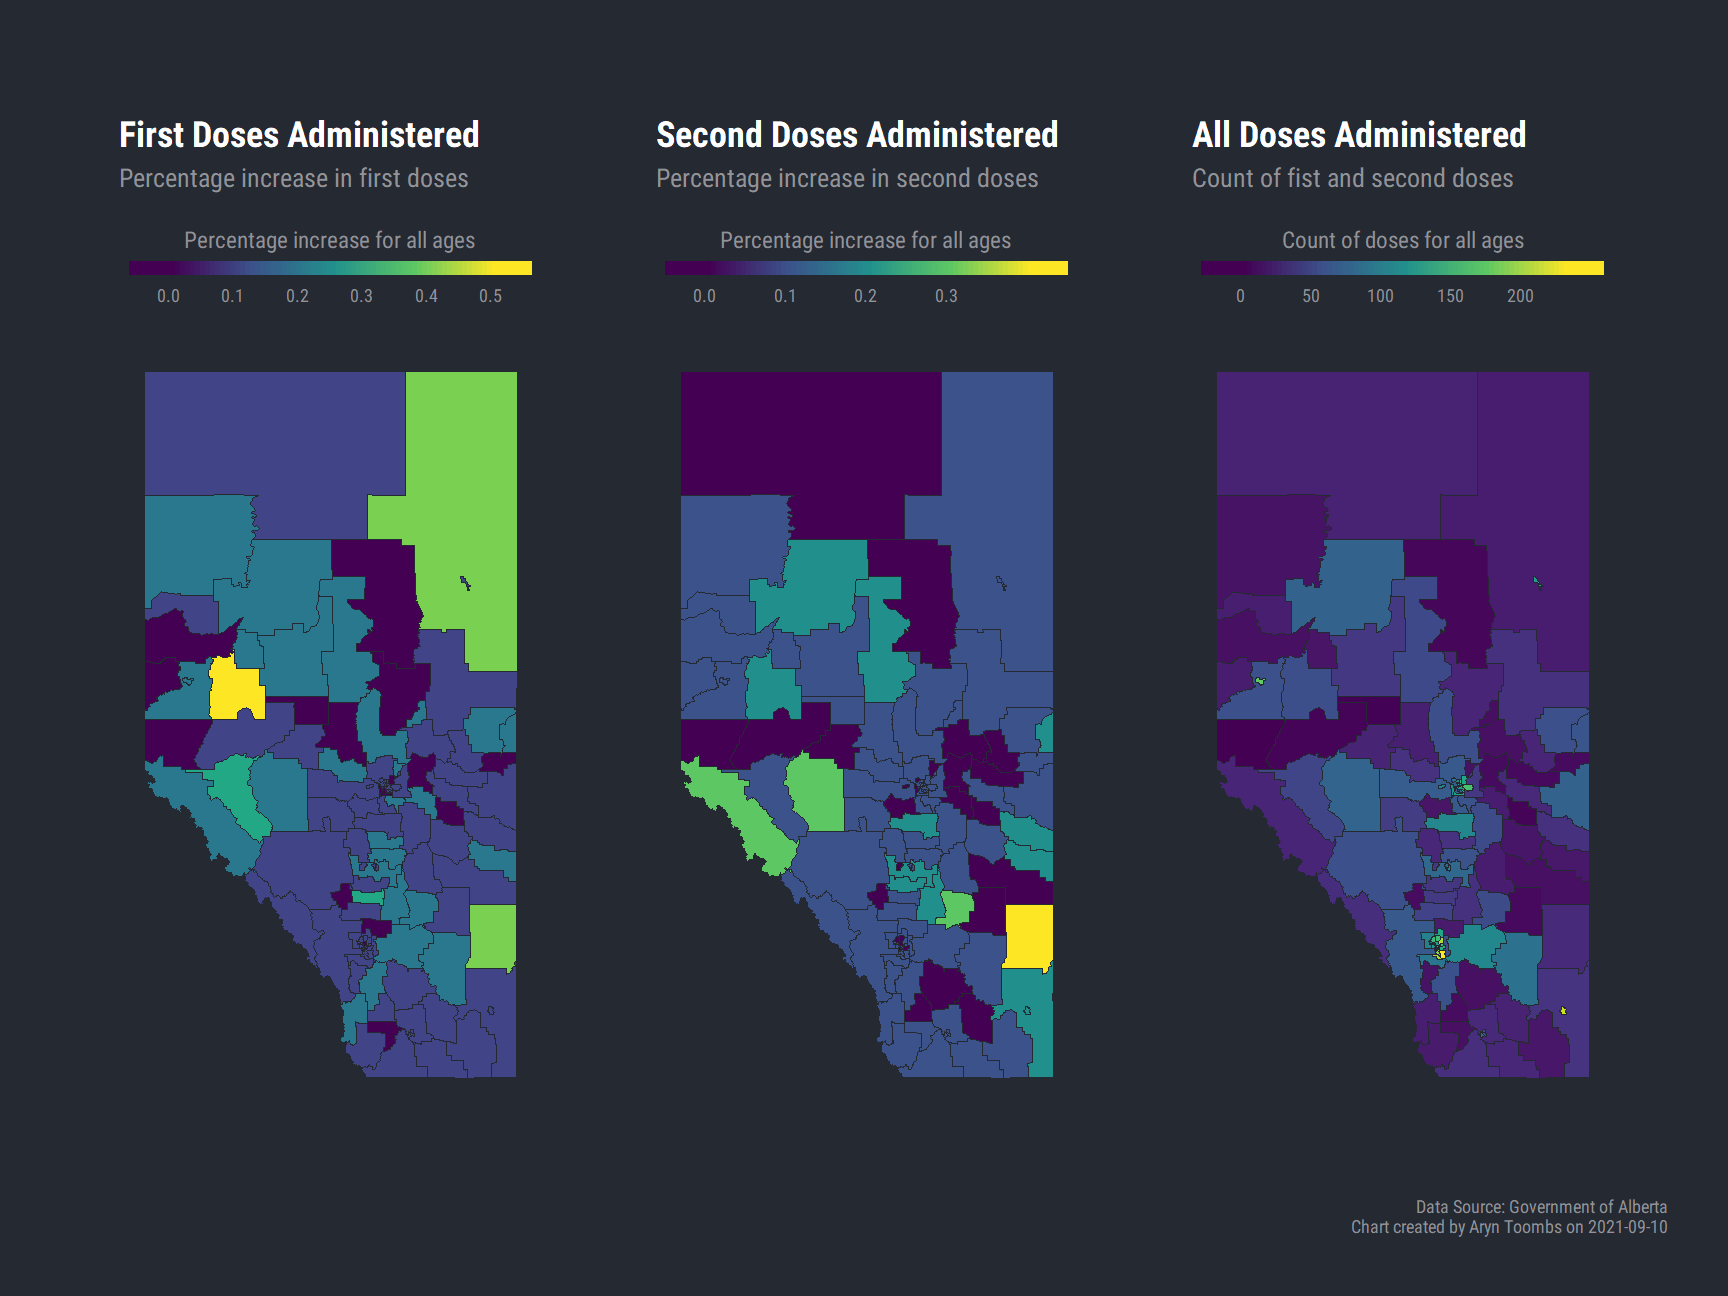 First Doses Administered
Percentage increase in first doses
Percentage increase for all ages
0.0 0.1 0.2 0.3 0.4 0.5
Second Doses Administered
Percentage increase in second doses
Percentage increase for all ages
0.0 0.1 0.2 0.3
All Doses Administered
Count of fist and second doses
Count of doses for all ages
0 50 100 150 200
Data Source: Government of Alberta
Chart created by Aryn Toombs on 2021-09-10